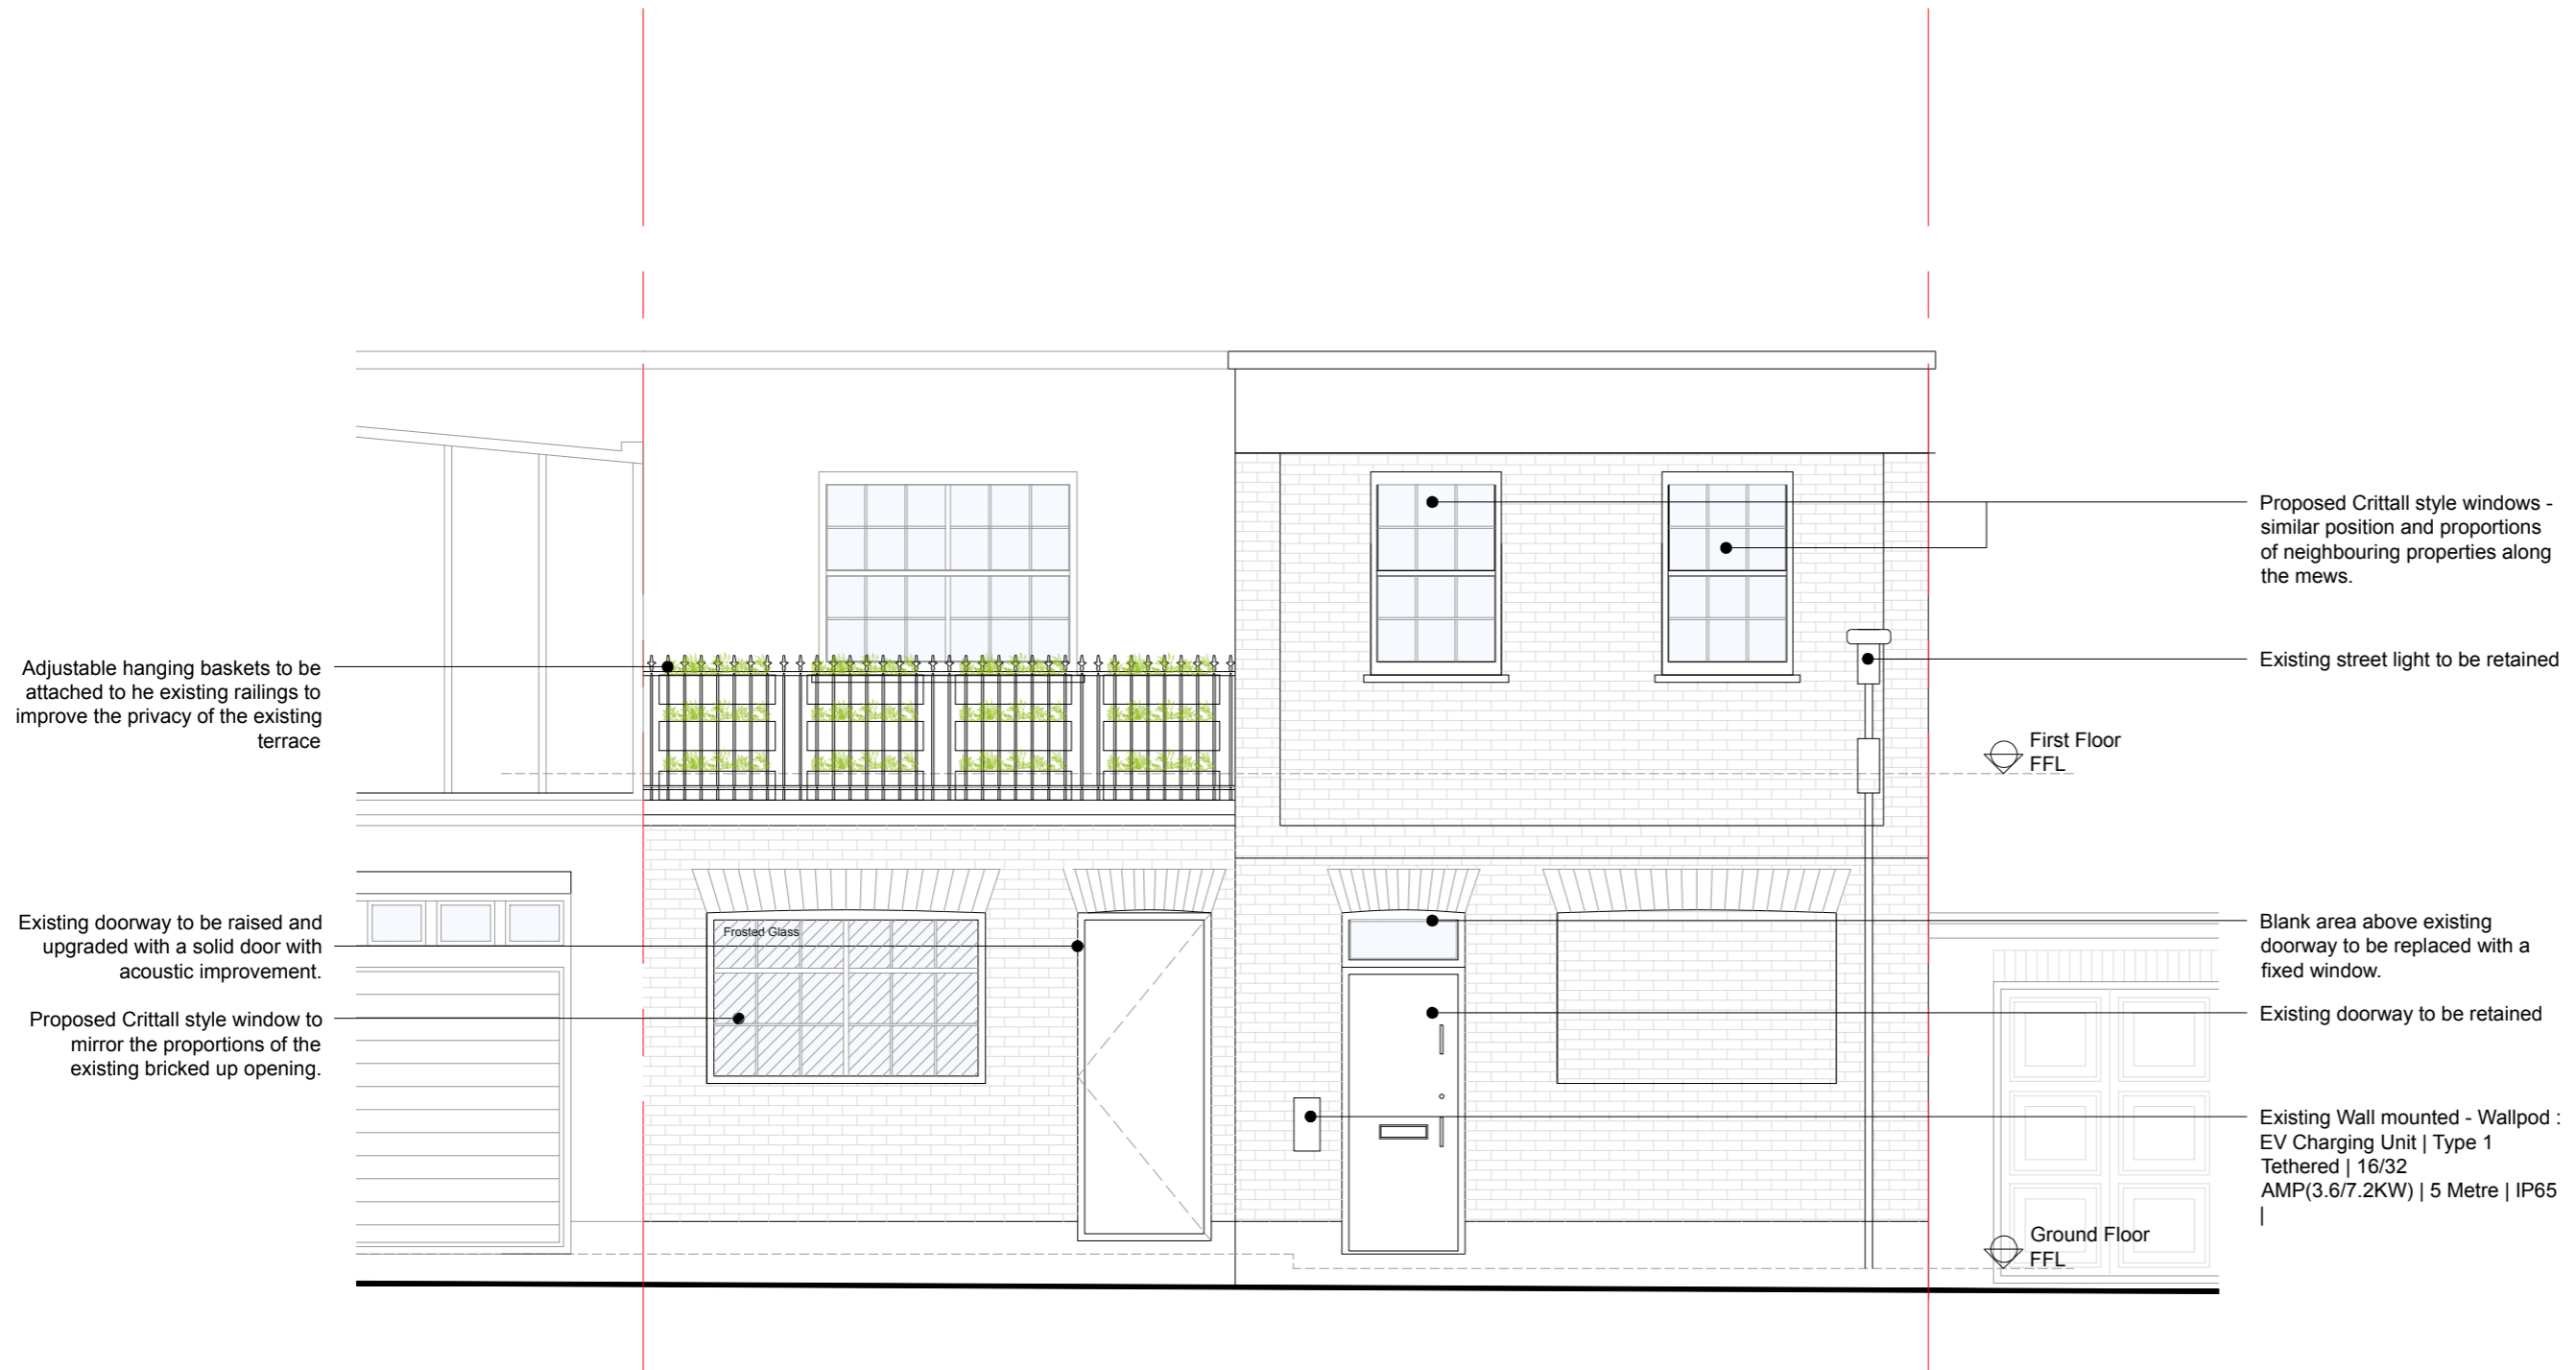 Adjustable hanging baskets to be
attached to he existing railings to
improve the privacy of the existing
terrace
Existing doorway to be raised and
upgraded with a solid door with
acoustic improvement.
Proposed Crittall style window to
mirror the proportions of the
existing bricked up opening.
Frosted Glass
Proposed Crittall style windows -
similar position and proportions
of neighbouring properties along
the mews.
Existing street light to be retained
First Floor
FFL
Blank area above existing
doorway to be replaced with a
fixed window.
Existing doorway to be retained
Existing Wall mounted - Wallpod :
EV Charging Unit | Type 1
Tethered | 16/32
AMP(3.6/7.2KW) | 5 Metre | IP65
|
Ground Floor
FFL